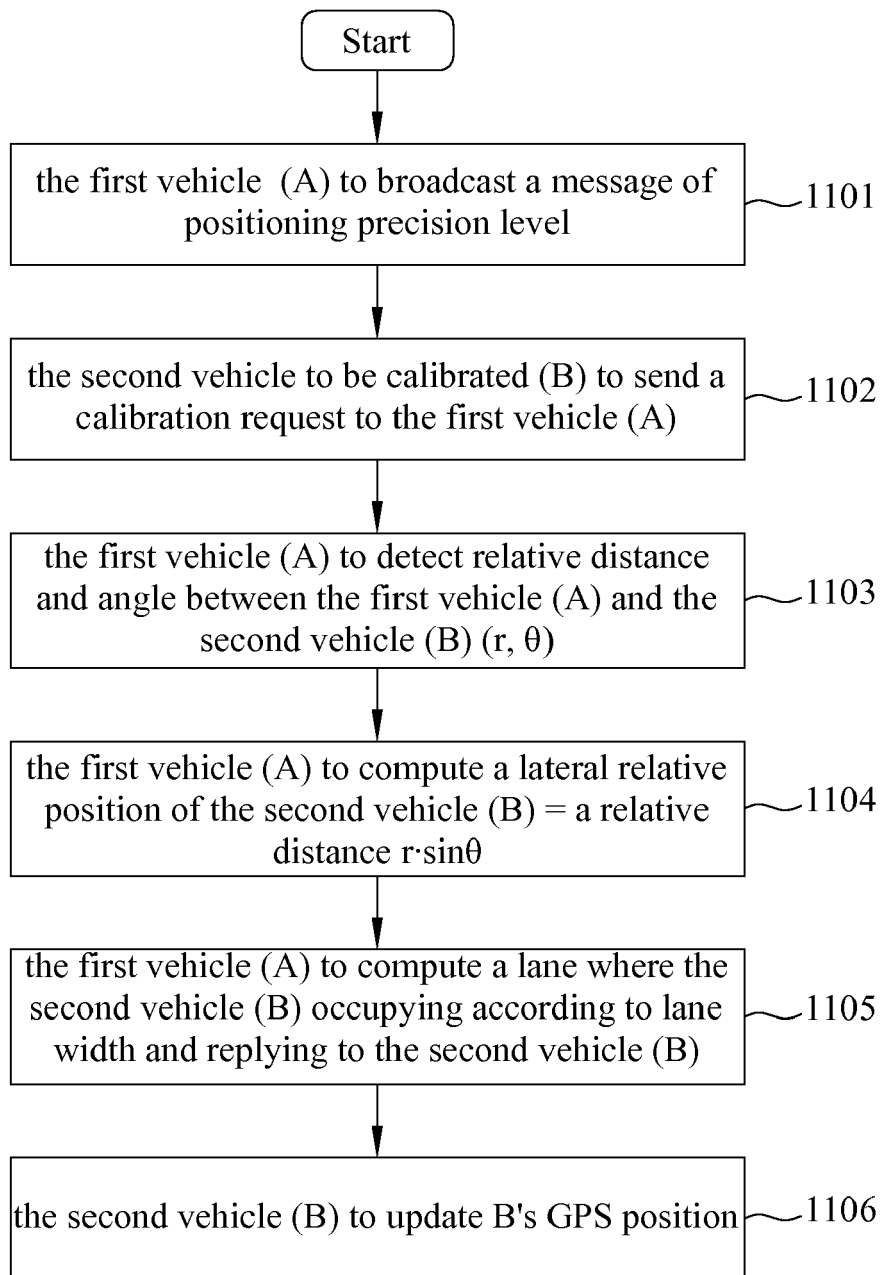 Start
the first vehicle (A) to broadcast a message of
positioning precision level
1101
the second vehicle to be calibrated (B) to send a
calibration request to the first vehicle (A)
1102
the first vehicle (A) to detect relative distance
and angle between the first vehicle (A) and the
second vehicle (B) (r, θ)
1103
the first vehicle (A) to compute a lateral relative
position of the second vehicle (B) = a relative
distance r·sinθ
1104
the first vehicle (A) to compute a lane where the
second vehicle (B) occupying according to lane
width and replying to the second vehicle (B)
1105
the second vehicle (B) to update B's GPS position
1106